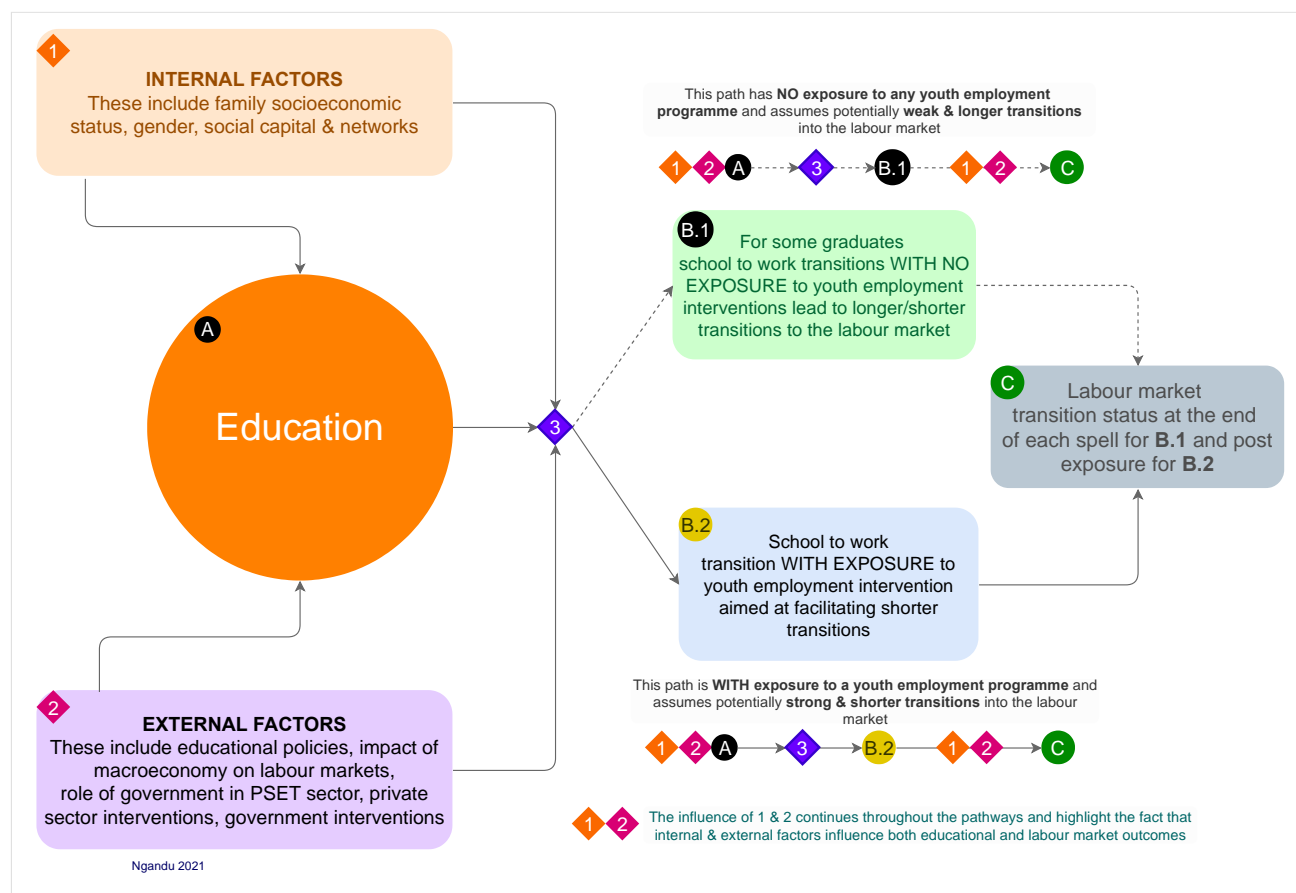 1
INTERNAL FACTORS
These include family socioeconomic
status, gender, social capital & networks
A
Education
2
EXTERNAL FACTORS
These include educational policies, impact of
macroeconomy on labour markets,
role of government in PSET sector, private
sector interventions, government interventions
Ngandu 2021
3
This path has NO exposure to any youth employment
programme and assumes potentially weak & longer transitions
into the labour market
1 2 A 3 B.1 1 2 C
B.1
For some graduates
school to work transitions WITH NO
EXPOSURE to youth employment
interventions lead to longer/shorter
transitions to the labour market
C
Labour market
transition status at the end
of each spell for B.1 and post
exposure for B.2
B.2
School to work
transition WITH EXPOSURE to
youth employment intervention
aimed at facilitating shorter
transitions
This path is WITH exposure to a youth employment programme and
assumes potentially strong & shorter transitions into the labour
market
1 2 A 3 B.2 1 2 C
1 2 The influence of 1 & 2 continues throughout the pathways and highlight the fact that
internal & external factors influence both educational and labour market outcomes